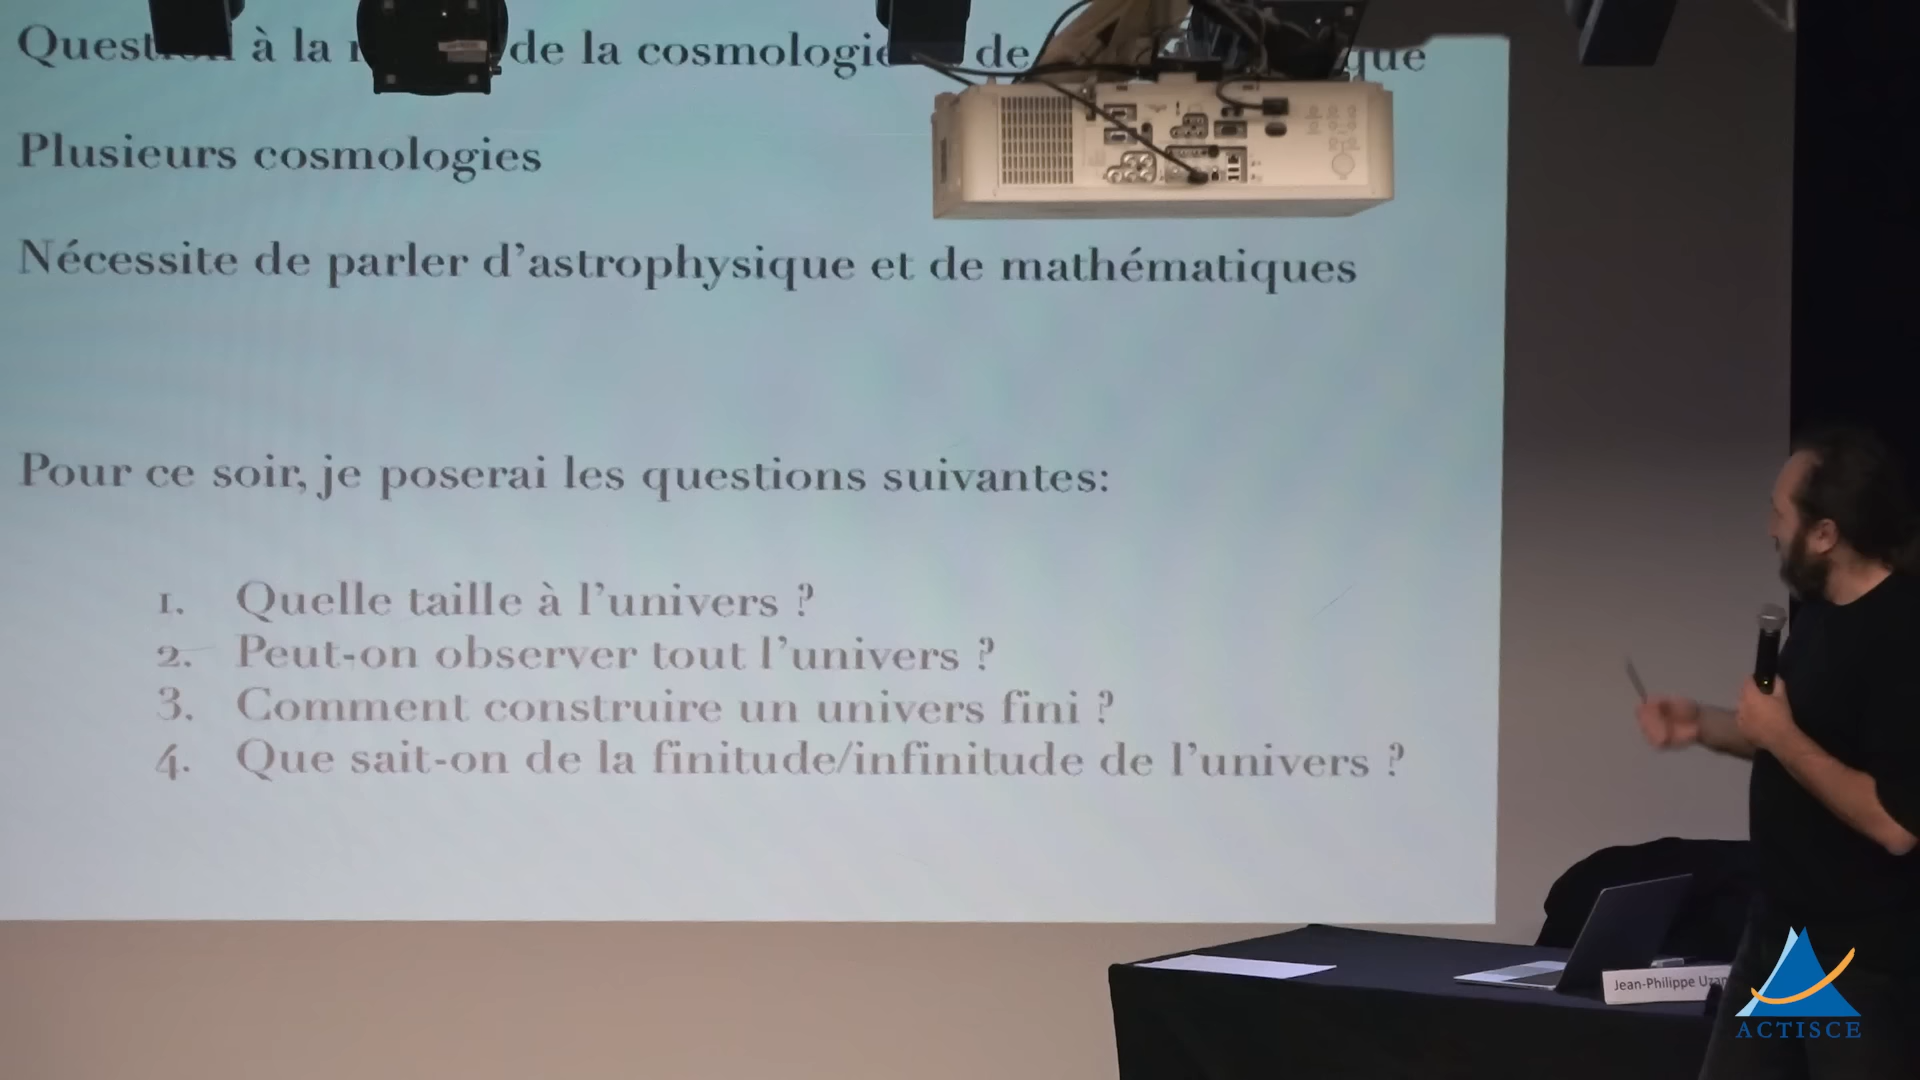 à la de la cosmologie de
Plusieurs cosmologies
Nécessite de parler d’astrophysique et de mathématiques
Pour ce soir, je poserai les questions suivantes:
1. Quelle taille à l’univers ?
2. Peut-on observer tout l’univers ?
3. Comment construire un univers fini ?
4. Que sait-on de la finitude/infinitude de l’univers ?
Jean-Philippe
ACTISCE